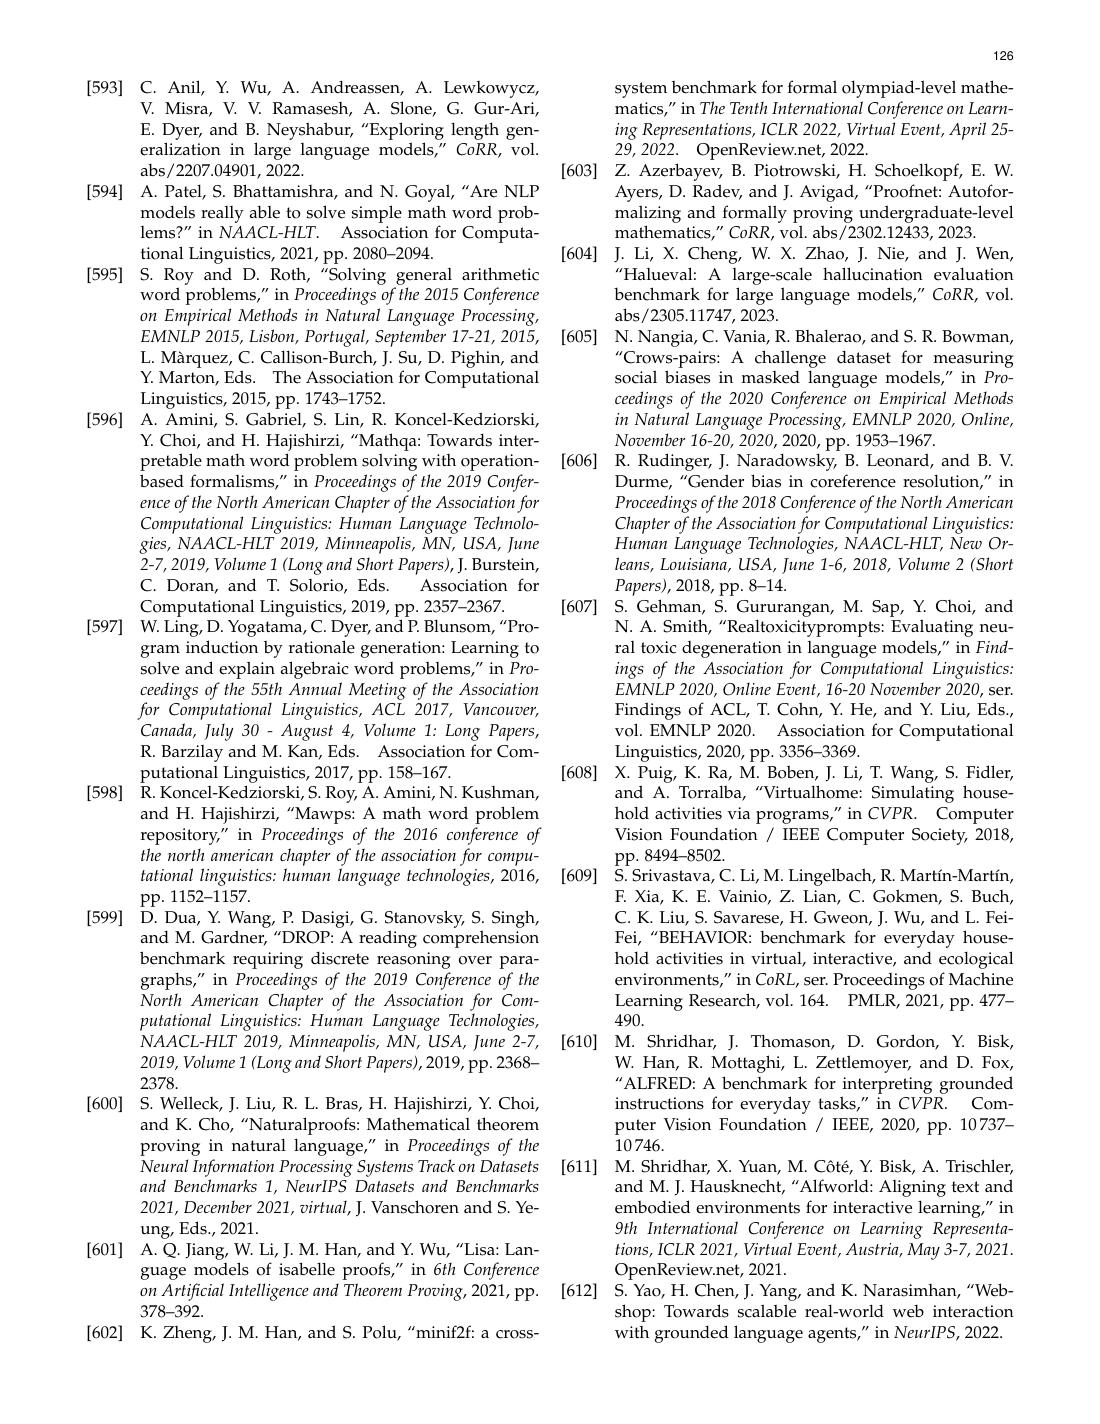 126
[593] C. Anil, Y. Wu, A. Andreassen, A. Lewkowycz,
V. Misra, V. V. Ramasesh, A. Slone, G. Gur-Ari,
E. Dyer, and B. Neyshabur, “Exploring length gen-
eralization in large language models,” CoRR, vol.
abs/2207.04901, 2022.
[594] A. Patel, S. Bhattamishra, and N. Goyal, “Are NLP
models really able to solve simple math word prob-
lems?” in NAACL-HLT. Association for Computa-
tional Linguistics, 2021, pp. 2080–2094.
[595] S. Roy and D. Roth, “Solving general arithmetic
word problems,” in Proceedings of the 2015 Conference
on Empirical Methods in Natural Language Processing,
EMNLP 2015, Lisbon, Portugal, September 17-21, 2015,
L. Màrquez, C. Callison-Burch, J. Su, D. Pighin, and
Y. Marton, Eds. The Association for Computational
Linguistics, 2015, pp. 1743–1752.
[596] A. Amini, S. Gabriel, S. Lin, R. Koncel-Kedziorski,
Y. Choi, and H. Hajishirzi, “Mathqa: Towards inter-
pretable math word problem solving with operation-
based formalisms,” in Proceedings of the 2019 Confer-
ence of the North American Chapter of the Association for
Computational Linguistics: Human Language Technolo-
gies, NAACL-HLT 2019, Minneapolis, MN, USA, June
2-7, 2019, Volume 1 (Long and Short Papers), J. Burstein,
C. Doran, and T. Solorio, Eds. Association for
Computational Linguistics, 2019, pp. 2357–2367.
[597] W. Ling, D. Yogatama, C. Dyer, and P. Blunsom, “Pro-
gram induction by rationale generation: Learning to
solve and explain algebraic word problems,” in Pro-
ceedings of the 55th Annual Meeting of the Association
for Computational Linguistics, ACL 2017, Vancouver,
Canada, July 30 - August 4, Volume 1: Long Papers,
R. Barzilay and M. Kan, Eds. Association for Com-
putational Linguistics, 2017, pp. 158–167.
[598] R. Koncel-Kedziorski, S. Roy, A. Amini, N. Kushman,
and H. Hajishirzi, “Mawps: A math word problem
repository,” in Proceedings of the 2016 conference of
the north american chapter of the association for compu-
tational linguistics: human language technologies, 2016,
pp. 1152–1157.
[599] D. Dua, Y. Wang, P. Dasigi, G. Stanovsky, S. Singh,
and M. Gardner, “DROP: A reading comprehension
benchmark requiring discrete reasoning over para-
graphs,” in Proceedings of the 2019 Conference of the
North American Chapter of the Association for Com-
putational Linguistics: Human Language Technologies,
NAACL-HLT 2019, Minneapolis, MN, USA, June 2-7,
2019, Volume 1 (Long and Short Papers), 2019, pp. 2368–
2378.
[600] S. Welleck, J. Liu, R. L. Bras, H. Hajishirzi, Y. Choi,
and K. Cho, “Naturalproofs: Mathematical theorem
proving in natural language,” in Proceedings of the
Neural Information Processing Systems Track on Datasets
and Benchmarks 1, NeurIPS Datasets and Benchmarks
2021, December 2021, virtual, J. Vanschoren and S. Ye-
ung, Eds., 2021.
[601] A. Q. Jiang, W. Li, J. M. Han, and Y. Wu, “Lisa: Lan-
guage models of isabelle proofs,” in 6th Conference
on Artificial Intelligence and Theorem Proving, 2021, pp.
378–392.
[602] K. Zheng, J. M. Han, and S. Polu, “minif2f: a cross-
system benchmark for formal olympiad-level mathe-
matics,” in The Tenth International Conference on Learn-
ing Representations, ICLR 2022, Virtual Event, April 25-
29, 2022. OpenReview.net, 2022.
[603] Z. Azerbayev, B. Piotrowski, H. Schoelkopf, E. W.
Ayers, D. Radev, and J. Avigad, “Proofnet: Autofor-
malizing and formally proving undergraduate-level
mathematics,” CoRR, vol. abs/2302.12433, 2023.
[604] J. Li, X. Cheng, W. X. Zhao, J. Nie, and J. Wen,
“Halueval: A large-scale hallucination evaluation
benchmark for large language models,” CoRR, vol.
abs/2305.11747, 2023.
[605] N. Nangia, C. Vania, R. Bhalerao, and S. R. Bowman,
“Crows-pairs: A challenge dataset for measuring
social biases in masked language models,” in Pro-
ceedings of the 2020 Conference on Empirical Methods
in Natural Language Processing, EMNLP 2020, Online,
November 16-20, 2020, 2020, pp. 1953–1967.
[606] R. Rudinger, J. Naradowsky, B. Leonard, and B. V.
Durme, “Gender bias in coreference resolution,” in
Proceedings of the 2018 Conference of the North American
Chapter of the Association for Computational Linguistics:
Human Language Technologies, NAACL-HLT, New Or-
leans, Louisiana, USA, June 1-6, 2018, Volume 2 (Short
Papers), 2018, pp. 8–14.
[607] S. Gehman, S. Gururangan, M. Sap, Y. Choi, and
N. A. Smith, “Realtoxicityprompts: Evaluating neu-
ral toxic degeneration in language models,” in Find-
ings of the Association for Computational Linguistics:
EMNLP 2020, Online Event, 16-20 November 2020, ser.
Findings of ACL, T. Cohn, Y. He, and Y. Liu, Eds.,
vol. EMNLP 2020. Association for Computational
Linguistics, 2020, pp. 3356–3369.
[608] X. Puig, K. Ra, M. Boben, J. Li, T. Wang, S. Fidler,
and A. Torralba, “Virtualhome: Simulating house-
hold activities via programs,” in CVPR. Computer
Vision Foundation / IEEE Computer Society, 2018,
pp. 8494–8502.
[609] S. Srivastava, C. Li, M. Lingelbach, R. Martín-Martín,
F. Xia, K. E. Vainio, Z. Lian, C. Gokmen, S. Buch,
C. K. Liu, S. Savarese, H. Gweon, J. Wu, and L. Fei-
Fei, “BEHAVIOR: benchmark for everyday house-
hold activities in virtual, interactive, and ecological
environments,” in CoRL, ser. Proceedings of Machine
Learning Research, vol. 164. PMLR, 2021, pp. 477–
490.
[610] M. Shridhar, J. Thomason, D. Gordon, Y. Bisk,
W. Han, R. Mottaghi, L. Zettlemoyer, and D. Fox,
“ALFRED: A benchmark for interpreting grounded
instructions for everyday tasks,” in CVPR. Com-
puter Vision Foundation / IEEE, 2020, pp. 10 737–
10 746.
[611] M. Shridhar, X. Yuan, M. Côté, Y. Bisk, A. Trischler,
and M. J. Hausknecht, “Alfworld: Aligning text and
embodied environments for interactive learning,” in
9th International Conference on Learning Representa-
tions, ICLR 2021, Virtual Event, Austria, May 3-7, 2021.
OpenReview.net, 2021.
[612] S. Yao, H. Chen, J. Yang, and K. Narasimhan, “Web-
shop: Towards scalable real-world web interaction
with grounded language agents,” in NeurIPS, 2022.